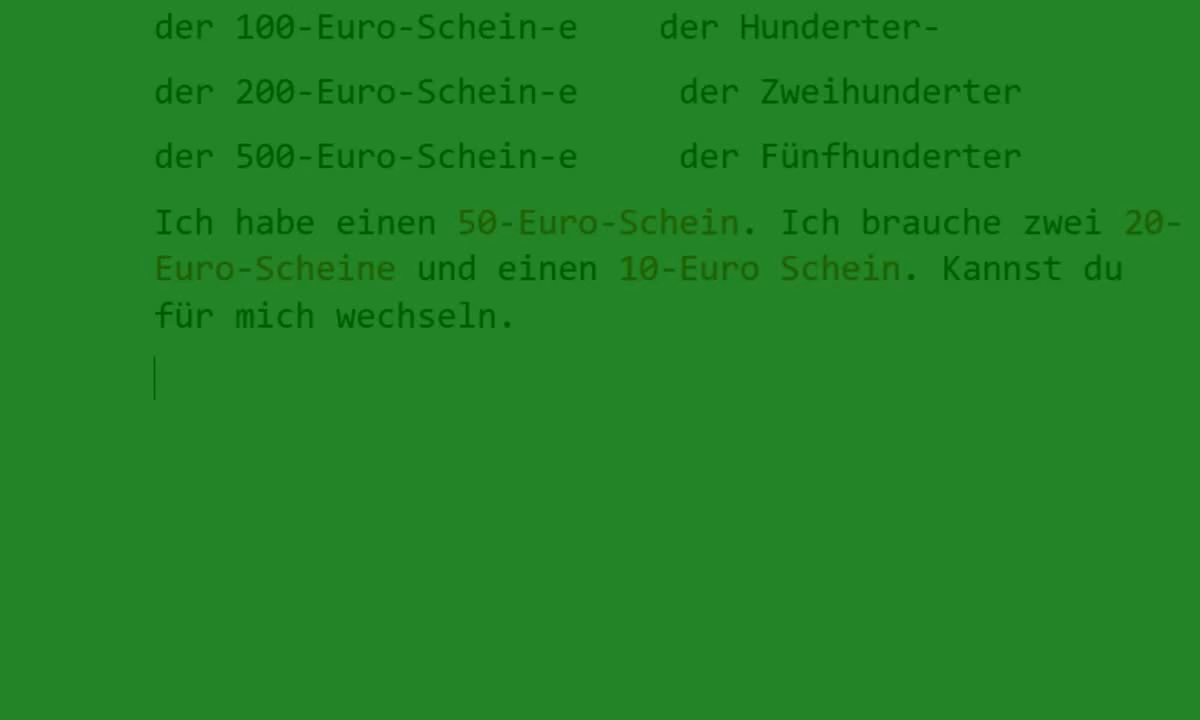 der 100-Euro-Schein-e der Hunderter-
der 200-Euro-Schein-e der Zweihunderter
der 500-Euro-Schein-e der Fünfhunderter
Ich habe einen 50-Euro-Schein. Ich brauche zwei 20-
Euro-Scheine und einen 10-Euro Schein. Kannst du
für mich wechseln.